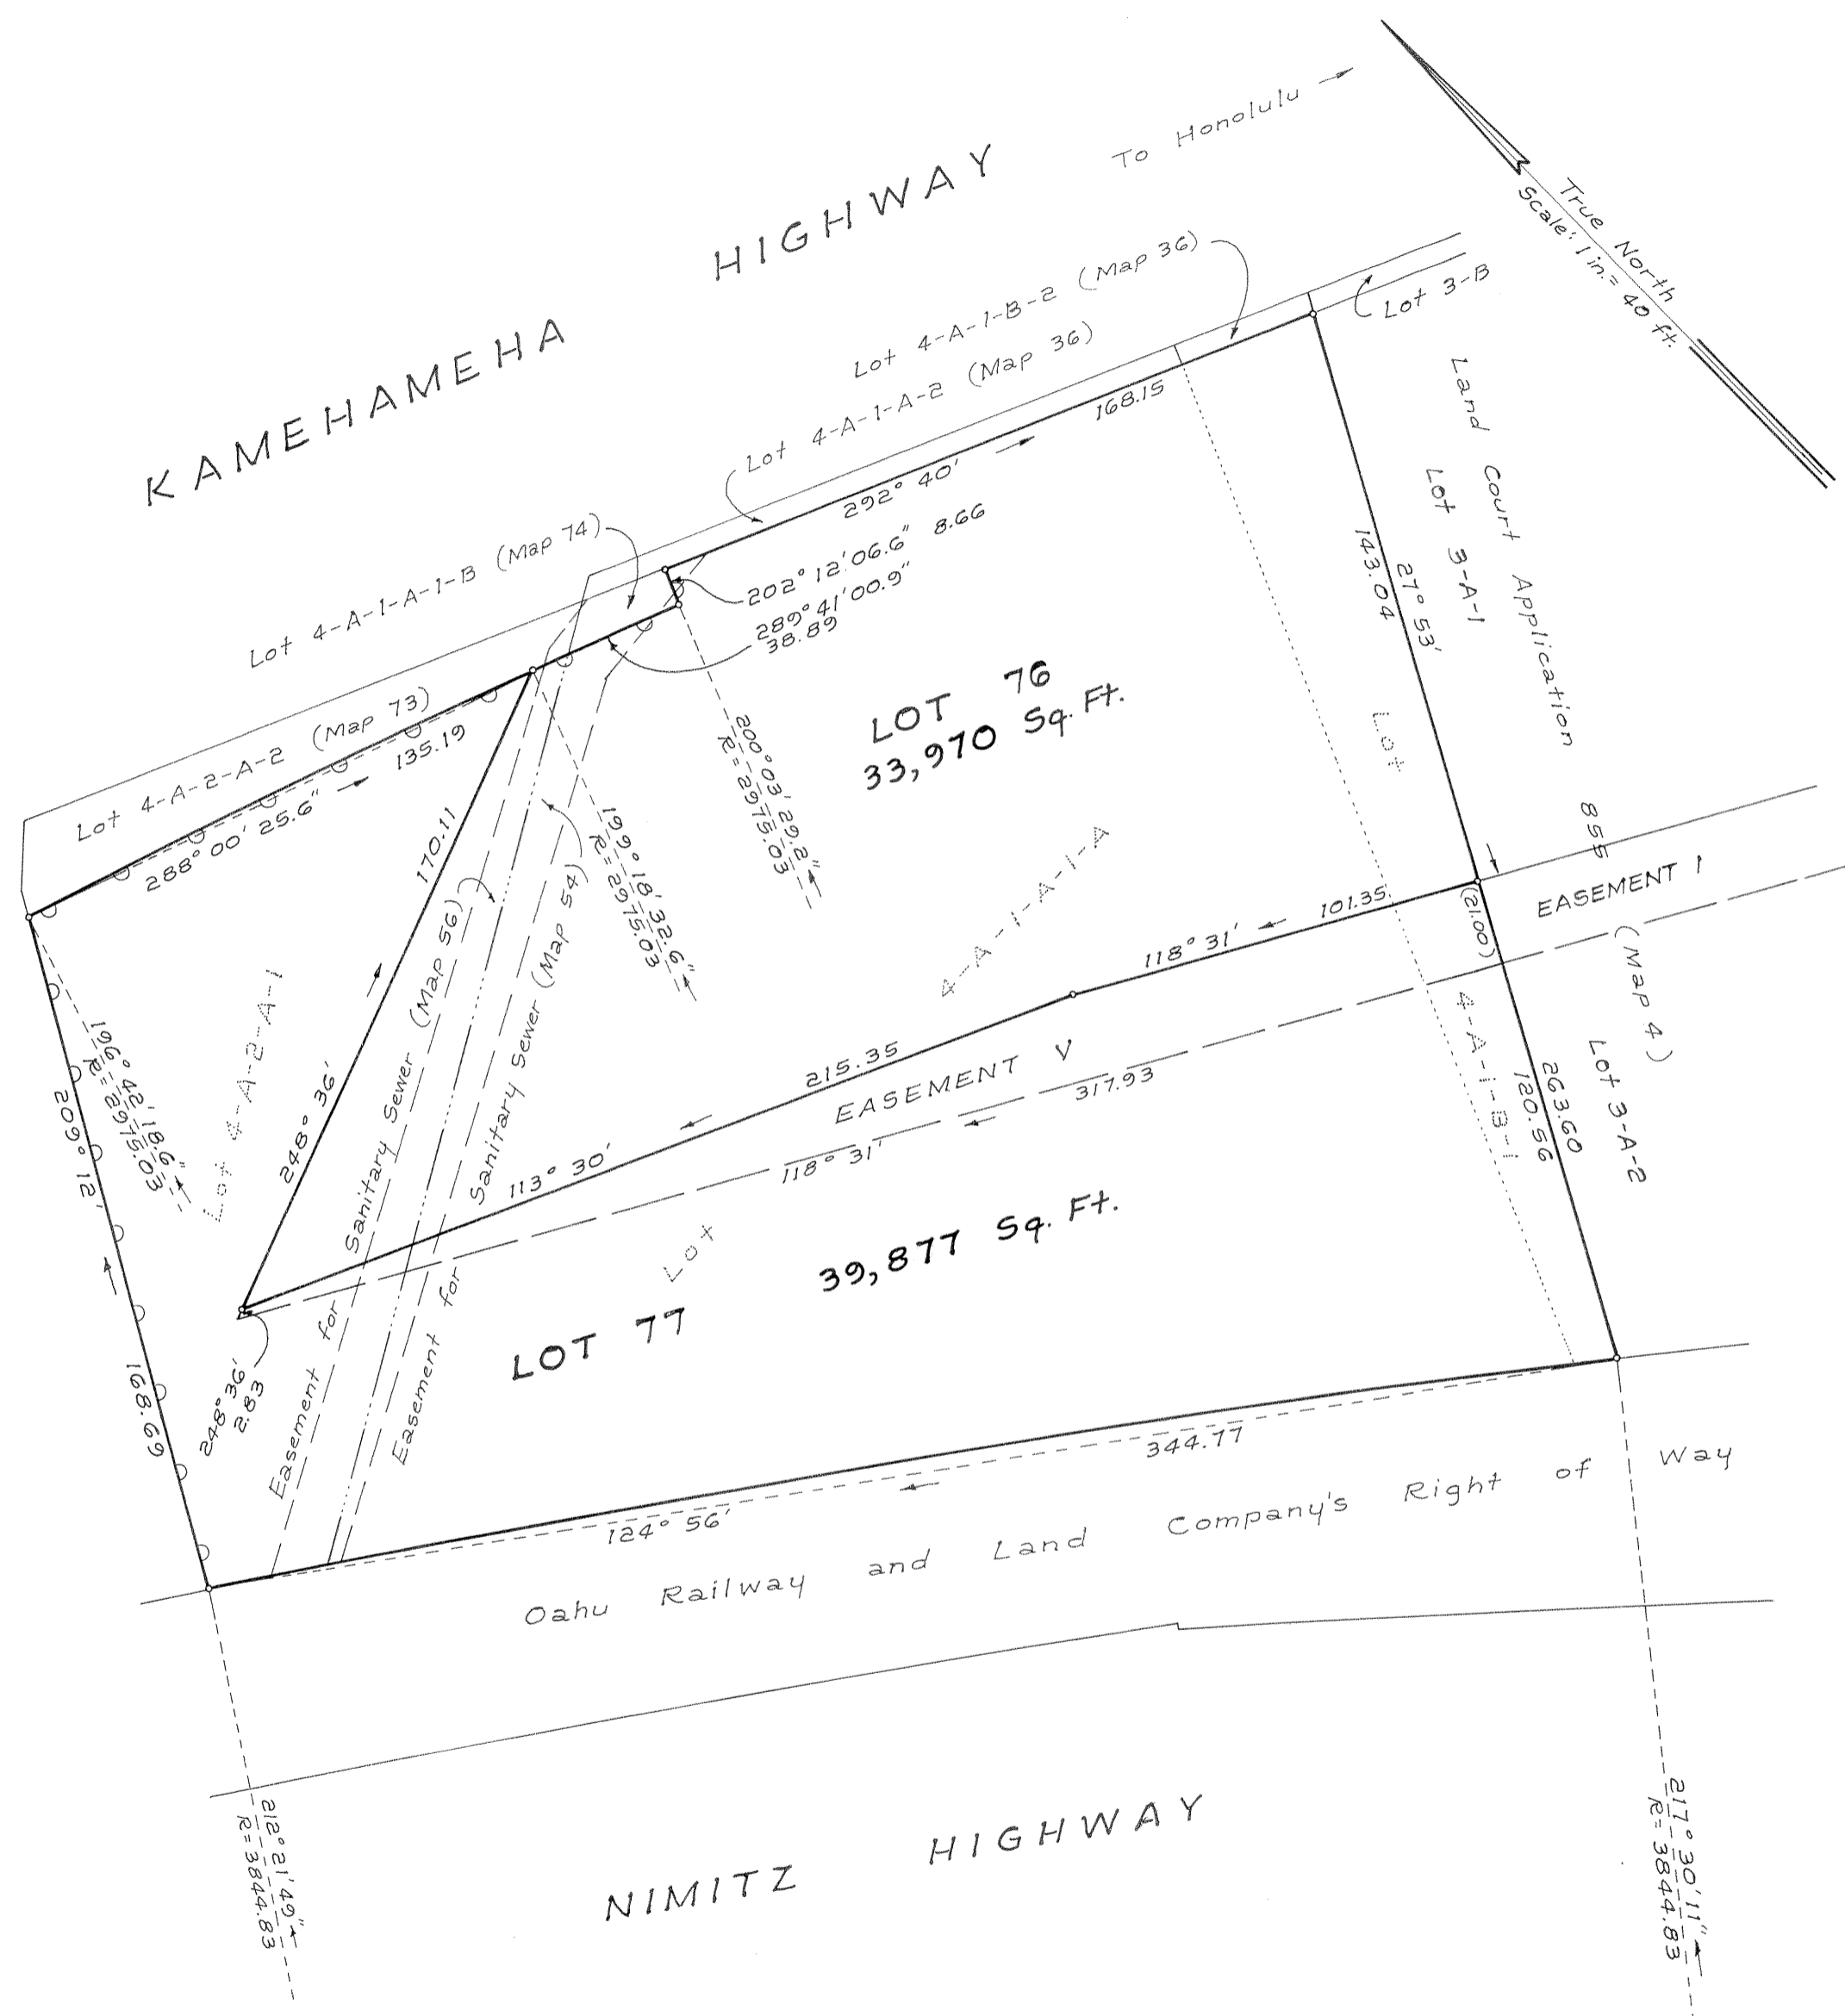 KAMEHAMEHA HIGHWAY
To Honolulu
True North
Scale: 1 in.= 40 ft.
Lot 4-A-1-B-2 (Map 36)
Lot 4-A-1-A-2 (Map 36)
Lot 3-B
168.15
292° 40'
202° 12' 06.6" 8.66
289° 41' 00.9"
38.89
Lot 4-A-1-A-1-B (Map 74)
Lot 4-A-2-A-2 (Map 73)
135.19
288° 00' 25.6"
Land Court Application 855
(Map 4)
Lot 3-A-1
27° 53'
143.04
LOT 76
33,970 Sq. Ft.
200° 03' 29.2"
R=2975.03
199° 18' 32.6"
R=2975.03
170.11
248° 36'
Easement for Sanitary Sewer (Map 56)
Easement for Sanitary Sewer (Map 54)
Lot 4-A-2-A-1
196° 42' 18.6"
R=2975.03
209° 12'
168.69
248° 36'
2.83
Lot 4-A-1-A-1-A
Lot 4-A-1-B-1
101.35
118° 31'
(21.00)
EASEMENT 1
215.35
113° 30'
EASEMENT V
317.93
118° 31'
Lot 3-A-2
263.60
120.56
39,877 Sq. Ft.
LOT 77
344.77
124° 56'
Oahu Railway and Land Company's Right of Way
212° 21' 49"
R=3844.83
217° 30' 11"
R=3844.83
NIMITZ HIGHWAY